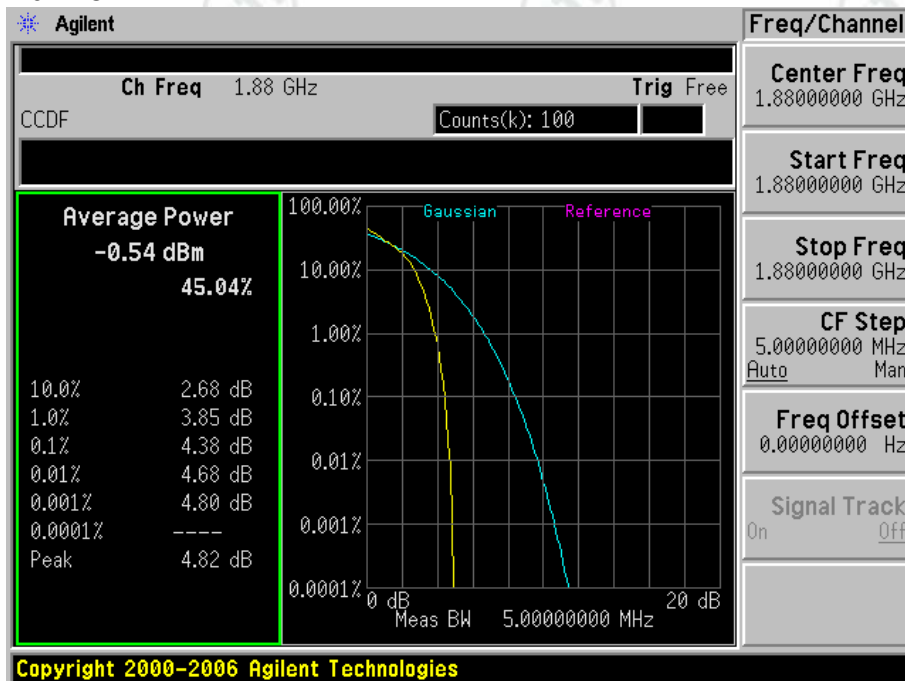 Agilent
Freq/Channel
Ch Freq 1.88 GHz Trig Free
CCDF Counts(k): 100
Center Freq
1.88000000 GHz
Start Freq
1.88000000 GHz
Stop Freq
1.88000000 GHz
CF Step
5.00000000 MHz
Auto Man
Freq Offset
0.00000000 Hz
Signal Track
On Off
Average Power
-0.54 dBm
45.04%
10.0% 2.68 dB
1.0% 3.85 dB
0.1% 4.38 dB
0.01% 4.68 dB
0.001% 4.80 dB
0.0001% ----
Peak 4.82 dB
Gaussian Reference
100.00%
10.00%
1.00%
0.10%
0.01%
0.001%
0.0001%
0 dB 20 dB
Meas BW 5.00000000 MHz
Copyright 2000-2006 Agilent Technologies